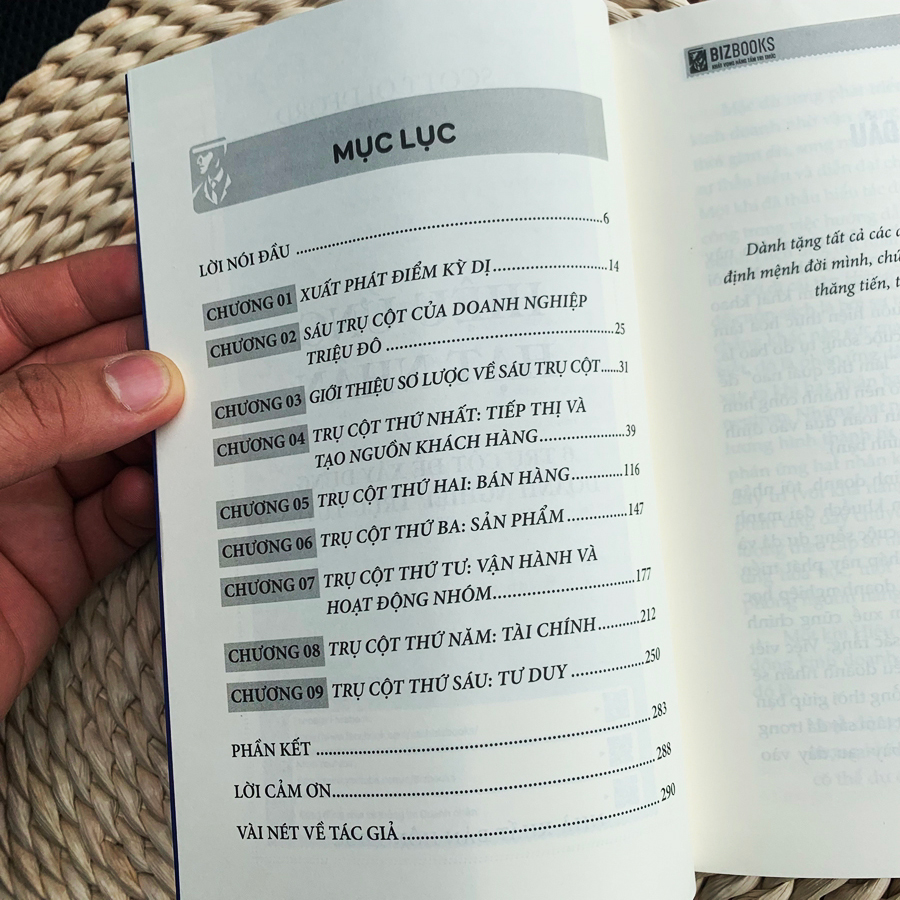 MỤC LỤC
LỜI NÓI ĐẦU ........ 6
CHƯƠNG 01 XUẤT PHÁT ĐIỂM KỲ DỊ ........ 14
CHƯƠNG 02 SÁU TRỤ CỘT CỦA DOANH NGHIỆP
TRIỆU ĐÔ ........ 25
CHƯƠNG 03 GIỚI THIỆU SƠ LƯỢC VỀ SÁU TRỤ CỘT ...... 31
CHƯƠNG 04 TRỤ CỘT THỨ NHẤT: TIẾP THỊ VÀ
TẠO NGUỒN KHÁCH HÀNG ........ 39
CHƯƠNG 05 TRỤ CỘT THỨ HAI: BÁN HÀNG ........ 116
CHƯƠNG 06 TRỤ CỘT THỨ BA: SẢN PHẨM ........ 147
CHƯƠNG 07 TRỤ CỘT THỨ TƯ: VẬN HÀNH VÀ
HOẠT ĐỘNG NHÓM ........ 177
CHƯƠNG 08 TRỤ CỘT THỨ NĂM: TÀI CHÍNH ........ 212
CHƯƠNG 09 TRỤ CỘT THỨ SÁU: TƯ DUY ........ 250
PHẦN KẾT ........ 283
LỜI CẢM ƠN ........ 288
VÀI NÉT VỀ TÁC GIẢ ........ 290
BIZBOOKS
KHÁT VỌNG NÂNG TẦM TRI THỨC
Dành tặng tất cả các
định mệnh đời mình,
thăng tiến,